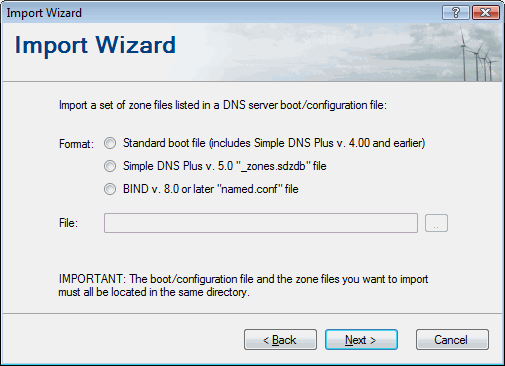 Import Wizard
Import Wizard
Import a set of zone files listed in a DNS server boot/configuration file:
Format:
Standard boot file (includes Simple DNS Plus v. 4.00 and earlier)
Simple DNS Plus v. 5.0 "_zones.sdzdb" file
BIND v. 8.0 or later "named.conf" file
File:
..
IMPORTANT: The boot/configuration file and the zone files you want to import
must all be located in the same directory.
< Back
Next >
Cancel